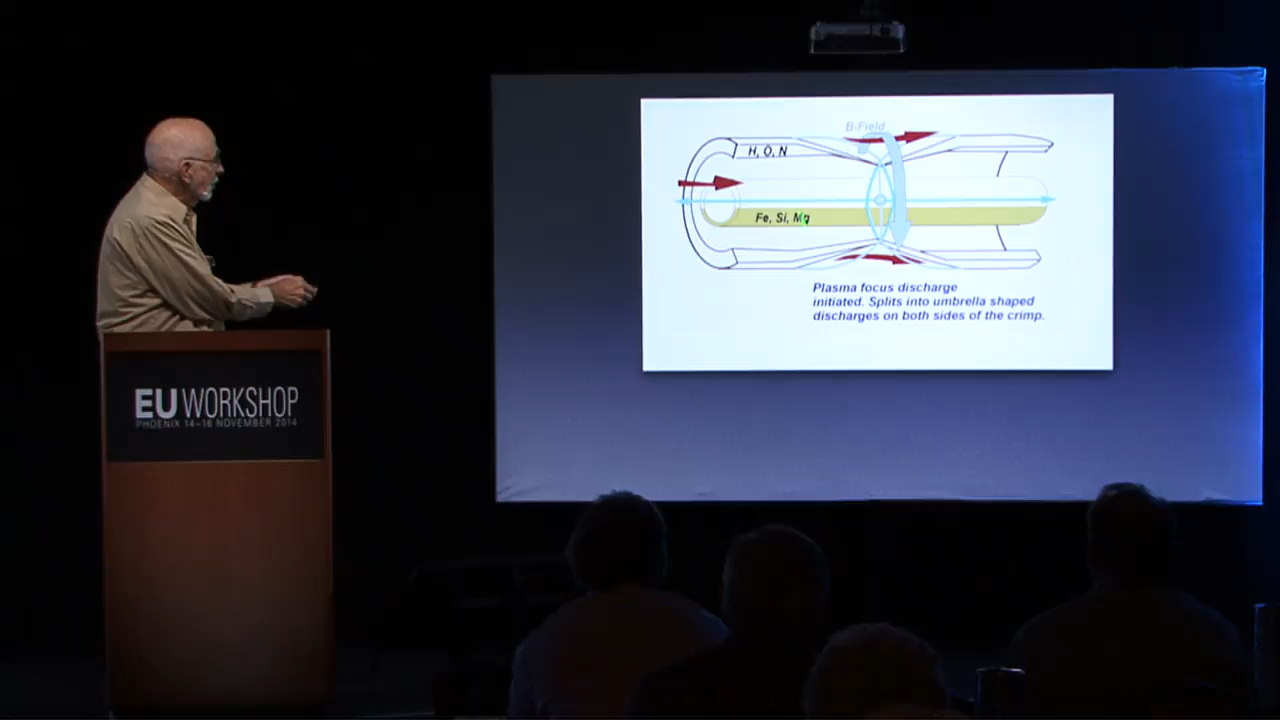 B-Field
H, O, N
Fe, Si, Mg
Plasma focus discharge
initiated. Splits into umbrella shaped
discharges on both sides of the crimp.
EU WORKSHOP
PHOENIX 14–16 NOVEMBER 2014